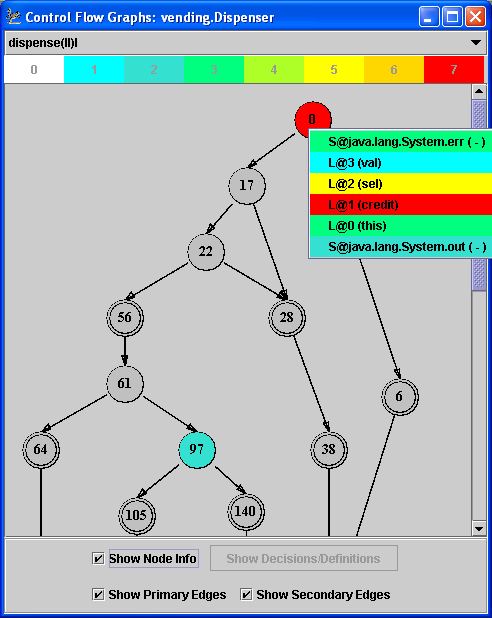 Control Flow Graphs: vending.Dispenser
dispense(II)I
0 1 2 3 4 5 6 7
0
S@java.lang.System.err ( - )
L@3 (val)
L@2 (sel)
L@1 (credit)
L@0 (this)
S@java.lang.System.out ( - )
17
22
56
28
61
6
64
97
38
105
140
Show Node Info
Show Decisions/Definitions
Show Primary Edges
Show Secondary Edges